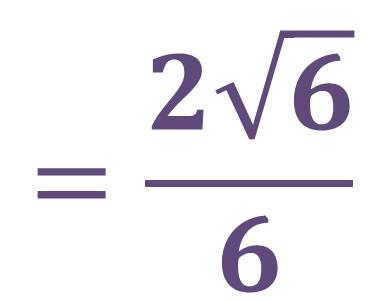 = 2√6 / 6